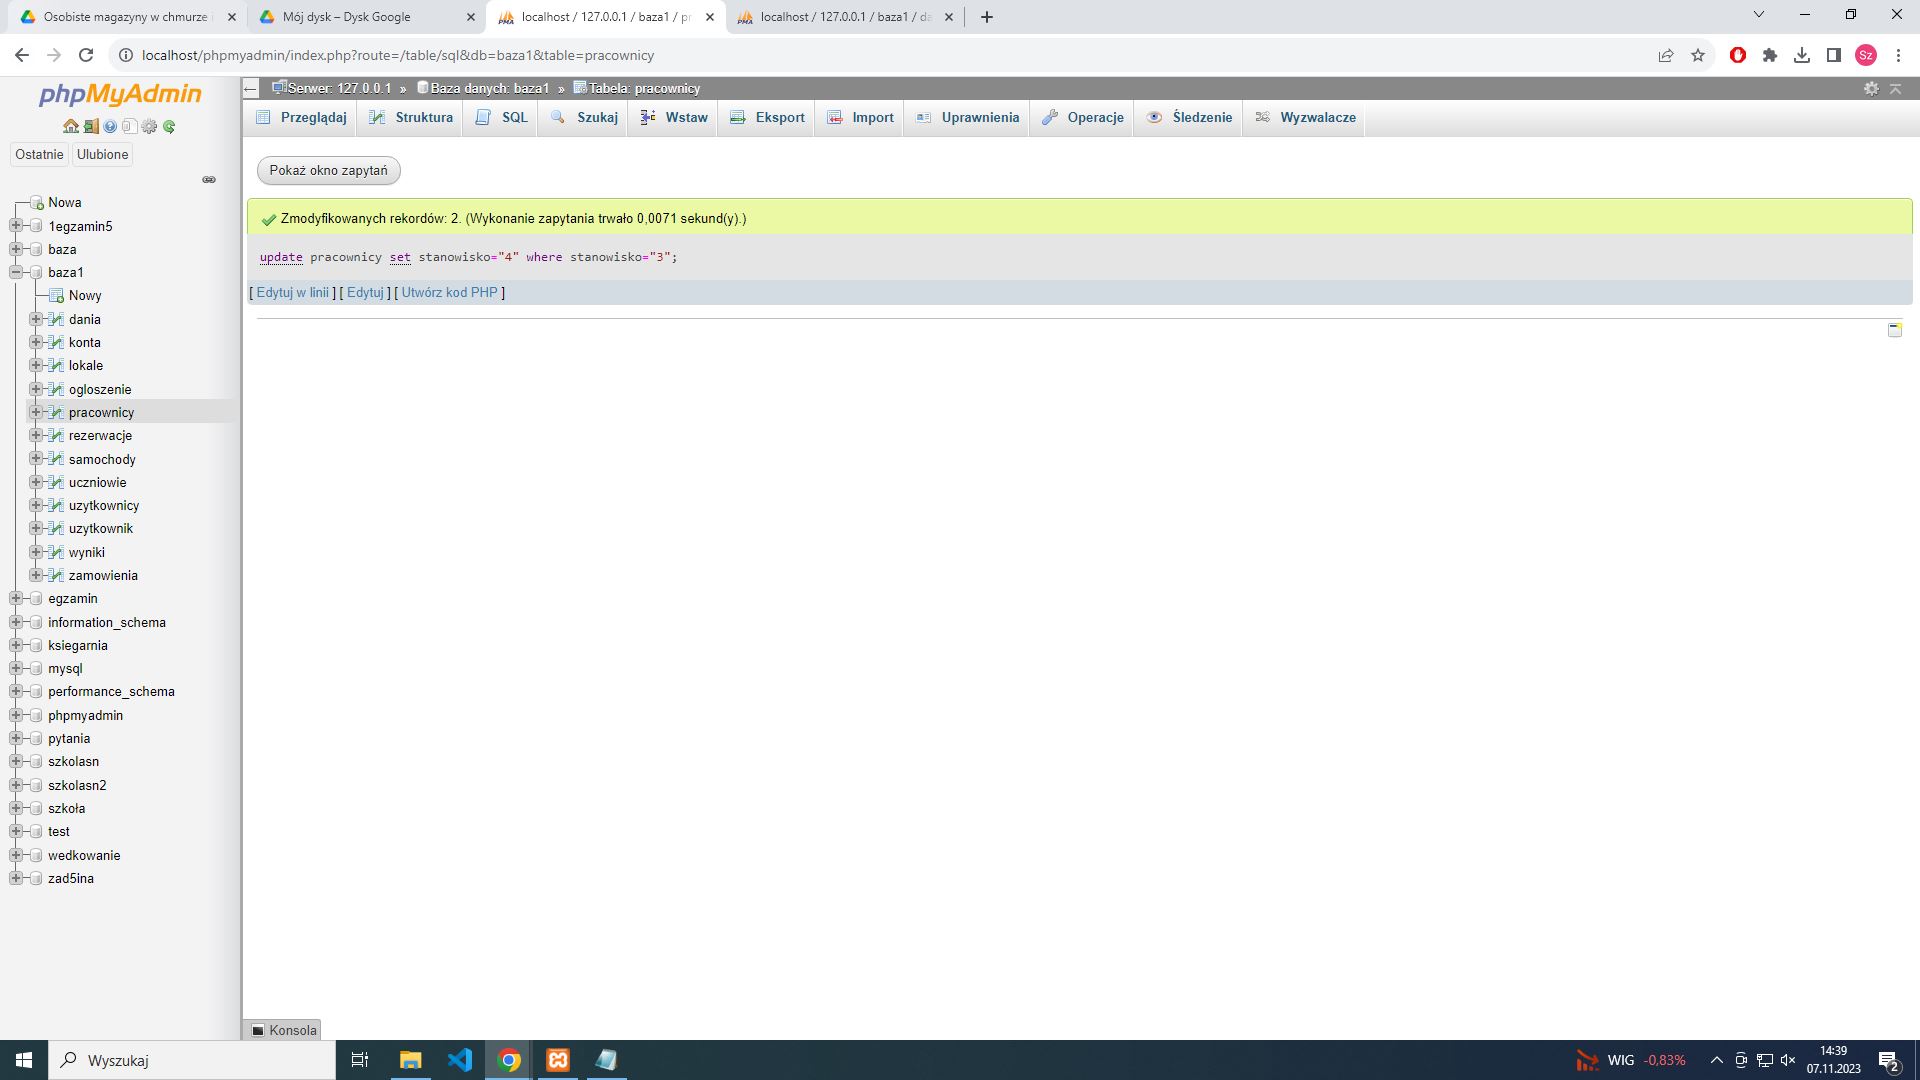 Osobiste magazyny w chmurze
Mój dysk – Dysk Google
localhost / 127.0.0.1 / baza1 / pr
localhost / 127.0.0.1 / baza1 / da
localhost/phpmyadmin/index.php?route=/table/sql&db=baza1&table=pracownicy
Sz
phpMyAdmin
Ostatnie
Ulubione
Nowa
1egzamin5
baza
baza1
Nowy
dania
konta
lokale
ogloszenie
pracownicy
rezerwacje
samochody
uczniowie
uzytkownicy
uzytkownik
wyniki
zamowienia
egzamin
information_schema
ksiegarnia
mysql
performance_schema
phpmyadmin
pytania
szkolasn
szkolasn2
szkoła
test
wedkowanie
zad5ina
Serwer: 127.0.0.1 » Baza danych: baza1 » Tabela: pracownicy
Przeglądaj Struktura SQL Szukaj Wstaw Eksport Import Uprawnienia Operacje Śledzenie Wyzwalacze
Pokaż okno zapytań
Zmodyfikowanych rekordów: 2. (Wykonanie zapytania trwało 0,0071 sekund(y).)
update pracownicy set stanowisko="4" where stanowisko="3";
[ Edytuj w linii ] [ Edytuj ] [ Utwórz kod PHP ]
Konsola
Wyszukaj
WIG -0,83%
14:39
07.11.2023
2